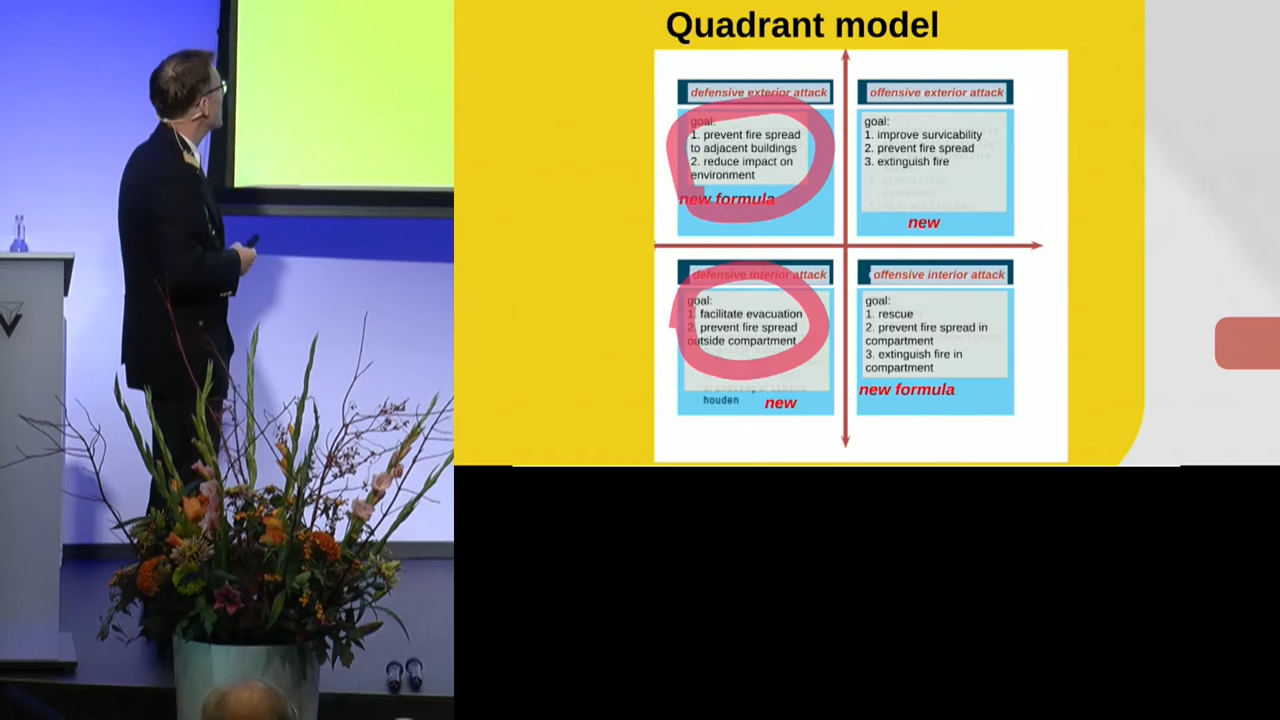 Quadrant model
defensive exterior attack
goal:
1. prevent fire spread
to adjacent buildings
2. reduce impact on
environment
new formula
offensive exterior attack
goal:
1. improve survicability
2. prevent fire spread
3. extinguish fire
new
defensive interior attack
goal:
1. facilitate evacuation
2. prevent fire spread
outside compartment
houden
new
offensive interior attack
goal:
1. rescue
2. prevent fire spread in
compartment
3. extinguish fire in
compartment
new formula